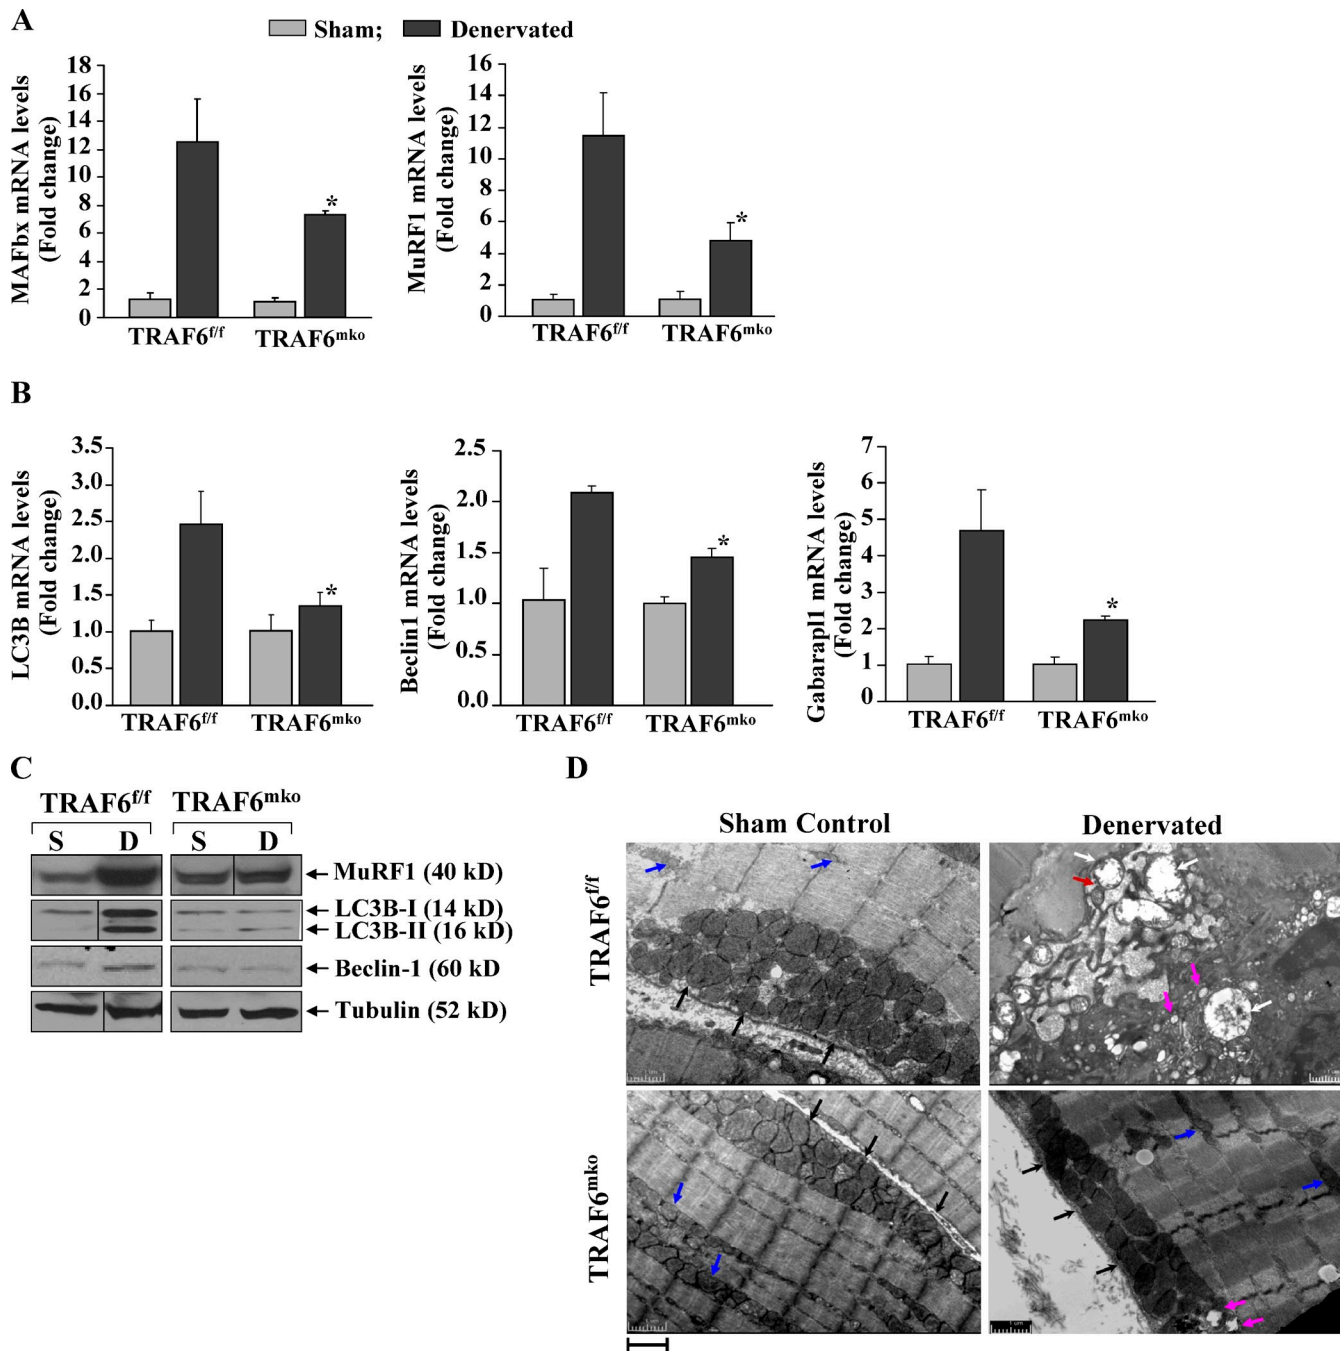 A
Sham; Denervated
MAFbx mRNA levels
(Fold change)
18
16
14
12
10
8
6
4
2
0
*
TRAF6f/f TRAF6mko
MuRF1 mRNA levels
(Fold change)
16
14
12
10
8
6
4
2
0
*
TRAF6f/f TRAF6mko
B
LC3B mRNA levels
(Fold change)
3.5
3.0
2.5
2.0
1.5
1.0
0.5
0.0
*
TRAF6f/f TRAF6mko
Beclin1 mRNA levels
(Fold change)
2.5
2.0
1.5
1.0
0.5
0.0
*
TRAF6f/f TRAF6mko
Gabarapl1 mRNA levels
(Fold change)
7
6
5
4
3
2
1
0
*
TRAF6f/f TRAF6mko
C
TRAF6f/f TRAF6mko
S D S D
MuRF1 (40 kD)
LC3B-I (14 kD)
LC3B-II (16 kD)
Beclin-1 (60 kD
Tubulin (52 kD)
D
Sham Control Denervated
TRAF6f/f
TRAF6mko
1 µm